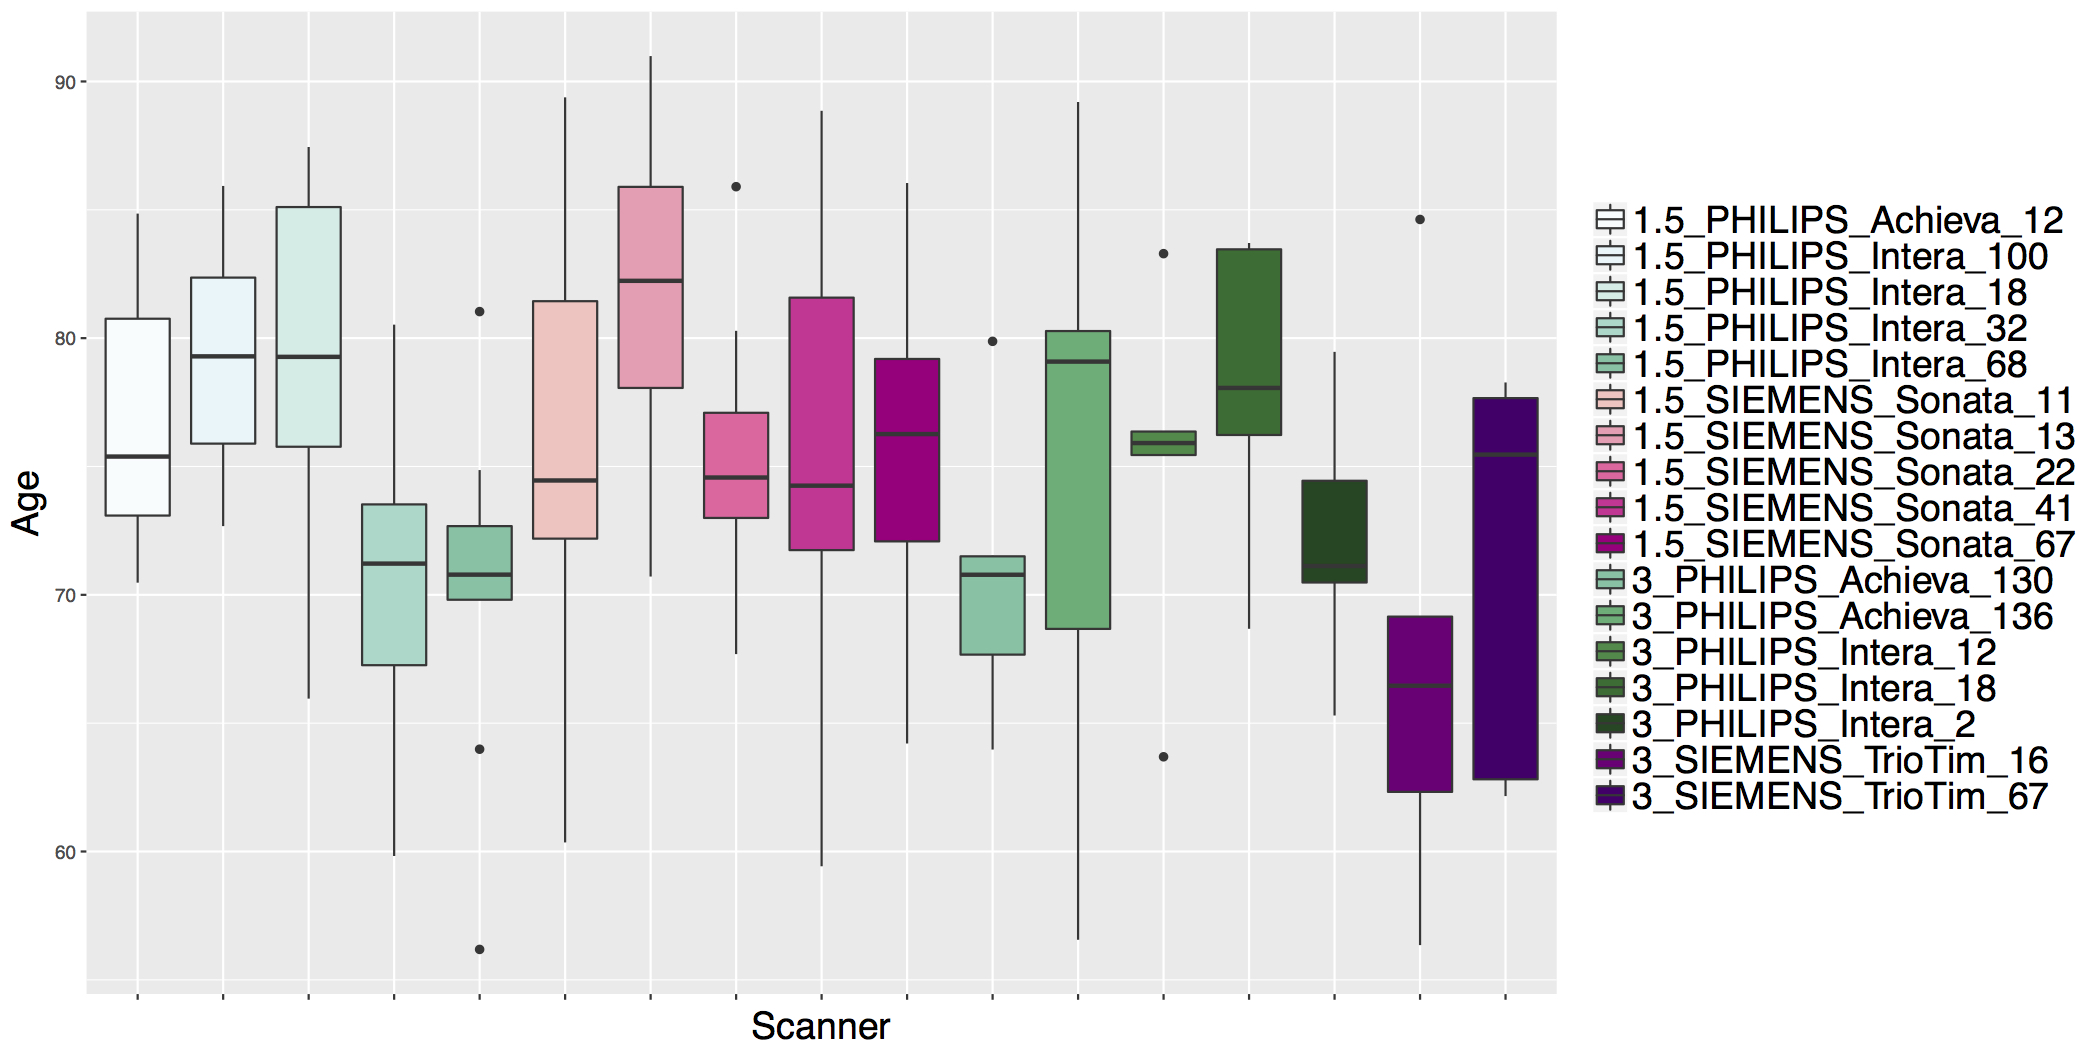 Age
90
80
70
60
Scanner
1.5_PHILIPS_Achieva_12
1.5_PHILIPS_Intera_100
1.5_PHILIPS_Intera_18
1.5_PHILIPS_Intera_32
1.5_PHILIPS_Intera_68
1.5_SIEMENS_Sonata_11
1.5_SIEMENS_Sonata_13
1.5_SIEMENS_Sonata_22
1.5_SIEMENS_Sonata_41
1.5_SIEMENS_Sonata_67
3_PHILIPS_Achieva_130
3_PHILIPS_Achieva_136
3_PHILIPS_Intera_12
3_PHILIPS_Intera_18
3_PHILIPS_Intera_2
3_SIEMENS_TrioTim_16
3_SIEMENS_TrioTim_67